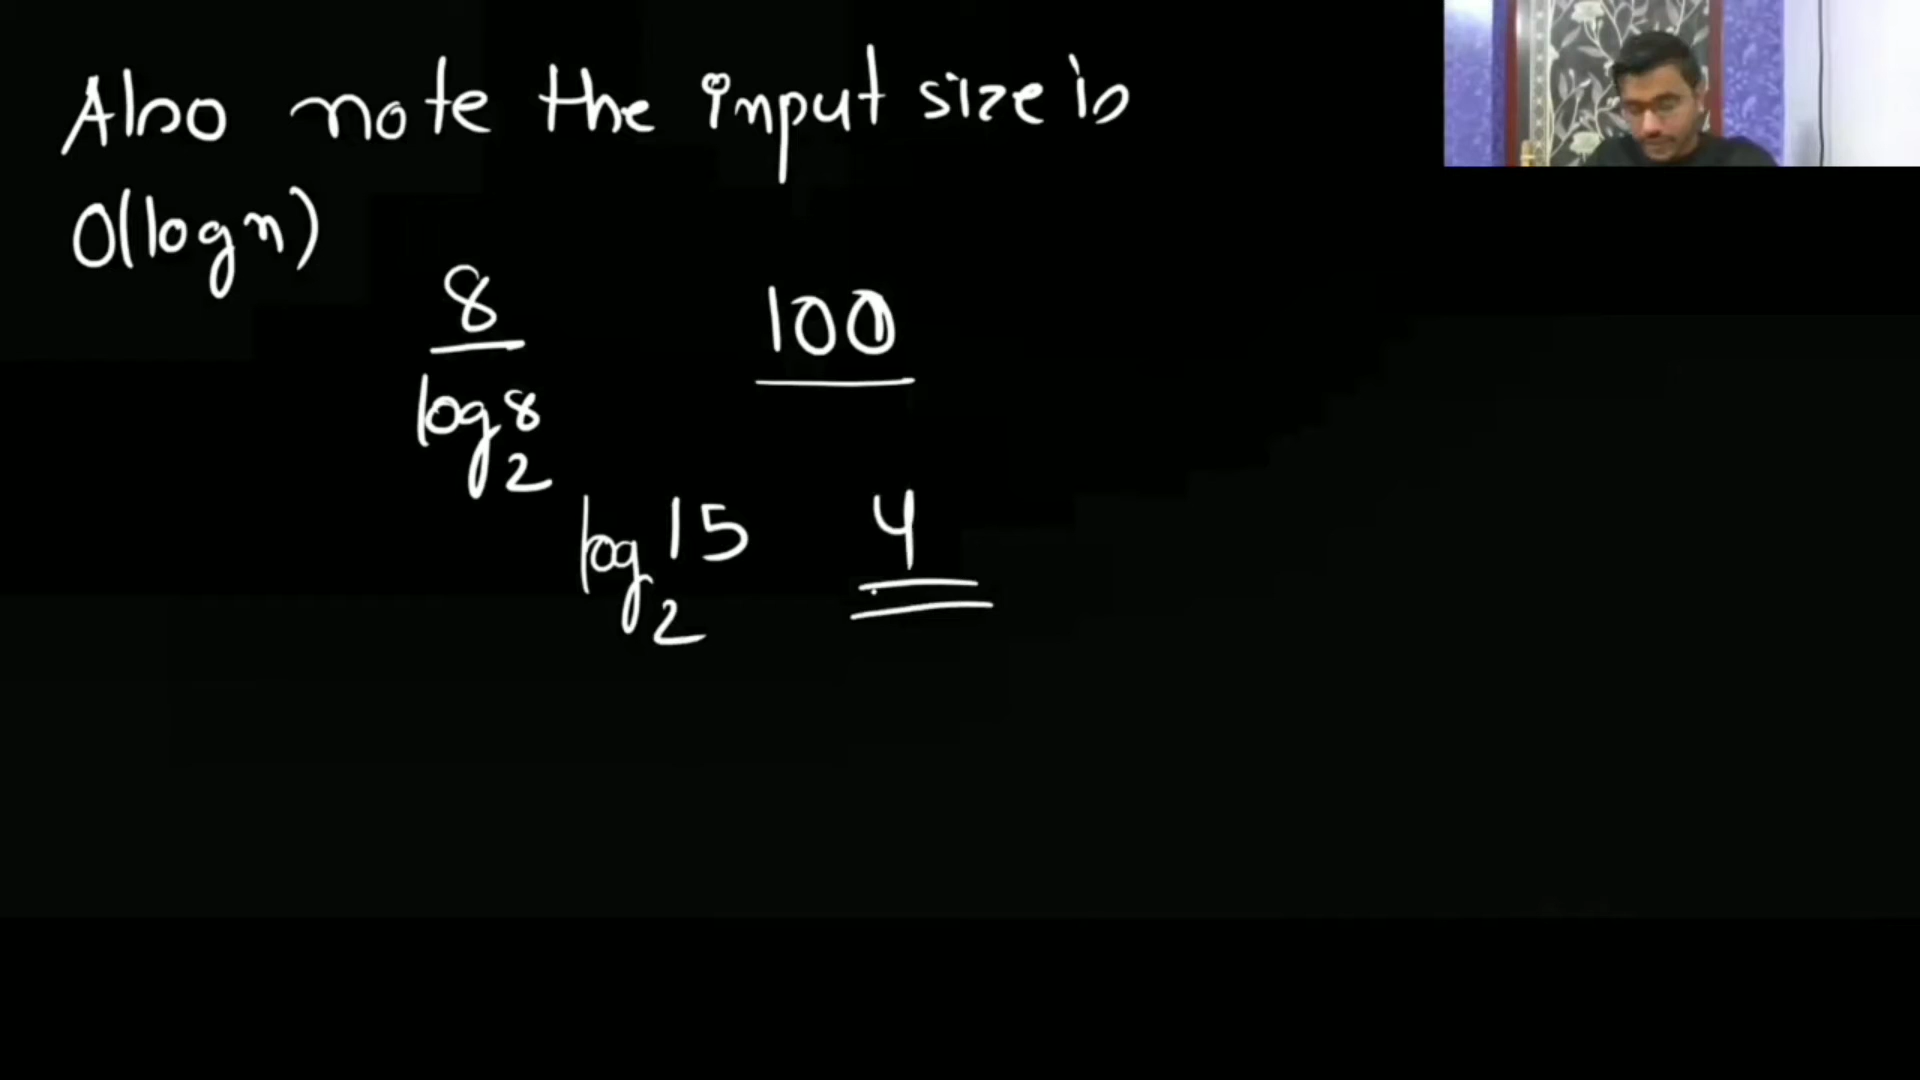 Also note the input size is
O(log n)
8
100
log₂8
log₂15
4